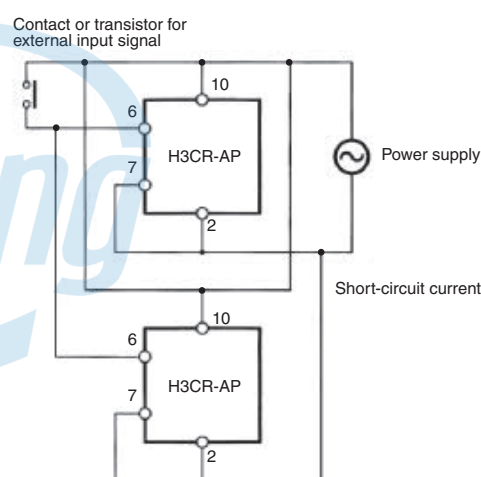 Contact or transistor for
external input signal
10
6
H3CR-AP
7
2
Power supply
Short-circuit current
10
6
H3CR-AP
7
2